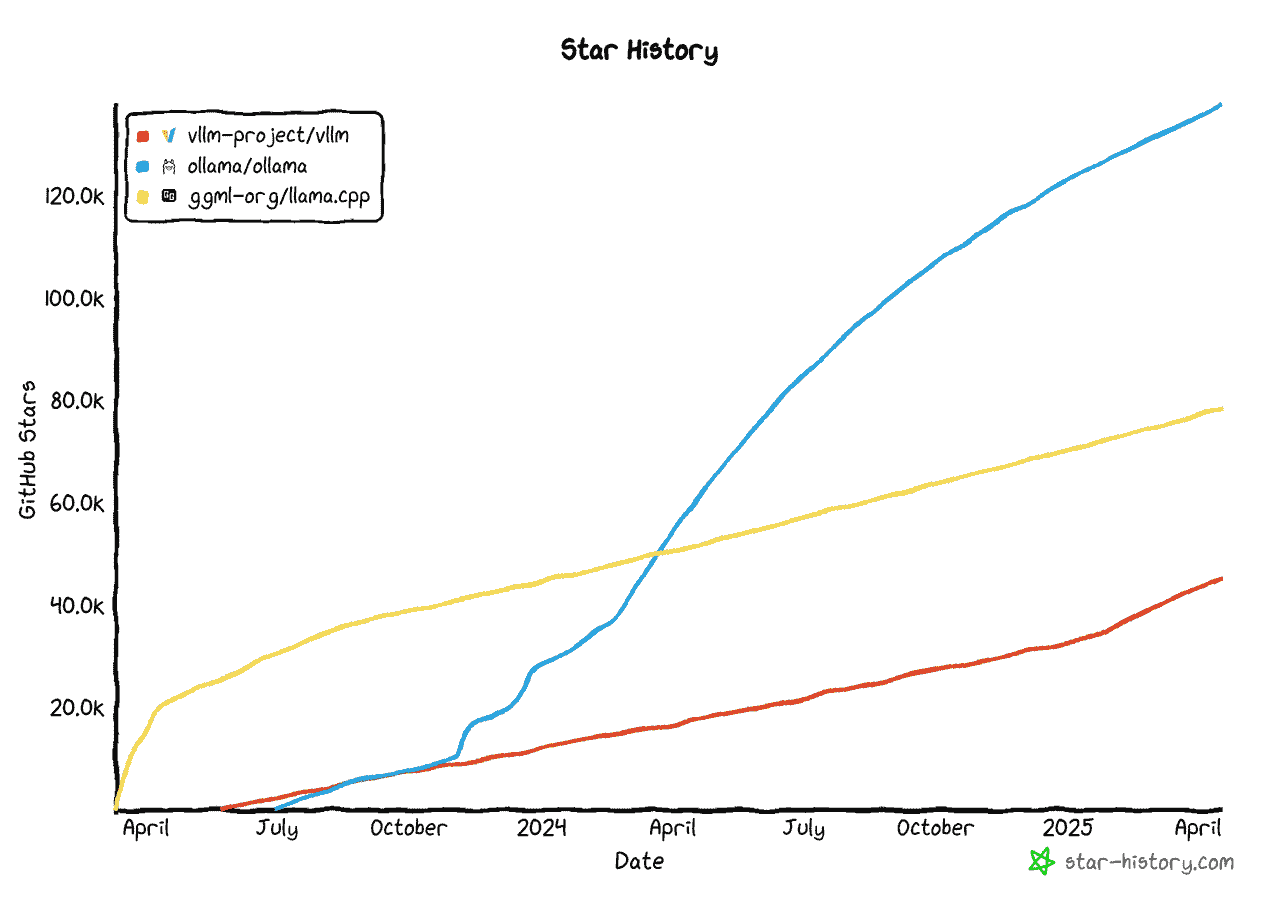 Star History
vllm-project/vllm
ollama/ollama
ggml-org/llama.cpp
120.0k
100.0k
80.0k
60.0k
40.0k
20.0k
GitHub Stars
April July October 2024 April July October 2025 April
Date
star-history.com